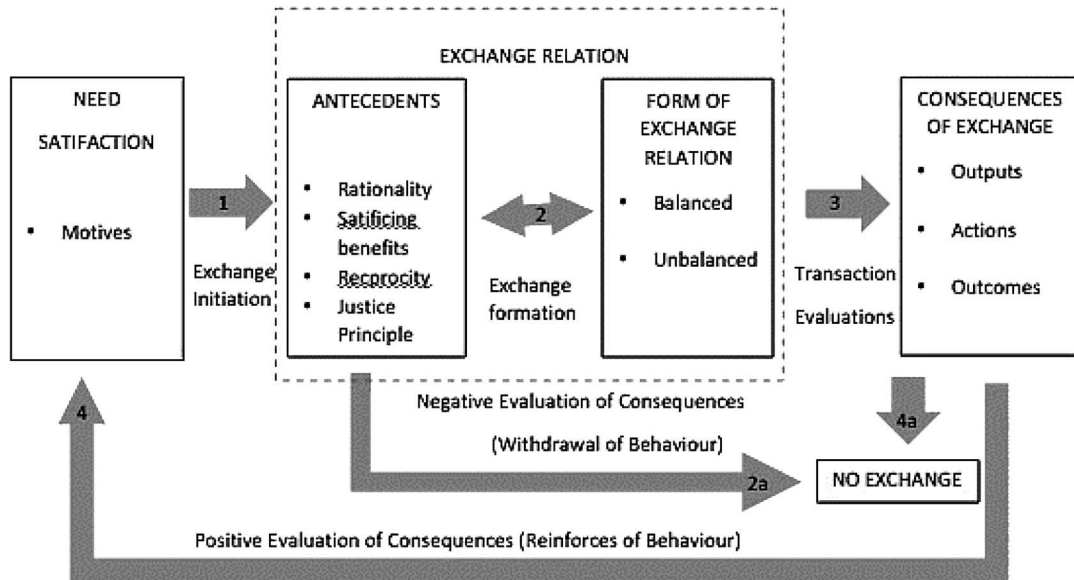 EXCHANGE RELATION
NEED
SATIFACTION
• Motives
1
Exchange
Initiation
ANTECEDENTS
• Rationality
• Satificing
benefits
• Recprocity
• Justice
Principle
2
Exchange
formation
FORM OF
EXCHANGE
RELATION
• Balanced
• Unbalanced
3
Transaction
Evaluations
CONSEQUENCES
OF EXCHANGE
• Outputs
• Actions
• Outcomes
4
Negative Evaluation of Consequences
(Withdrawal of Behaviour)
2a
4a
NO EXCHANGE
Positive Evaluation of Consequences (Reinforces of Behaviour)